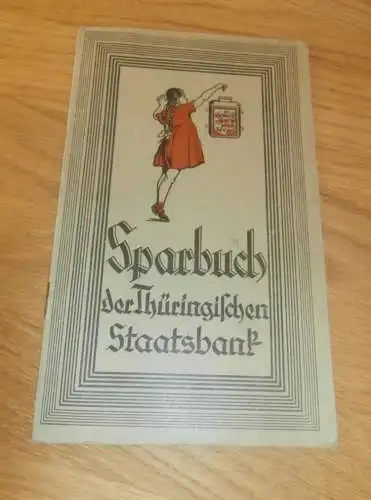 Sparbuch
der Thüringischen
Staatsbank